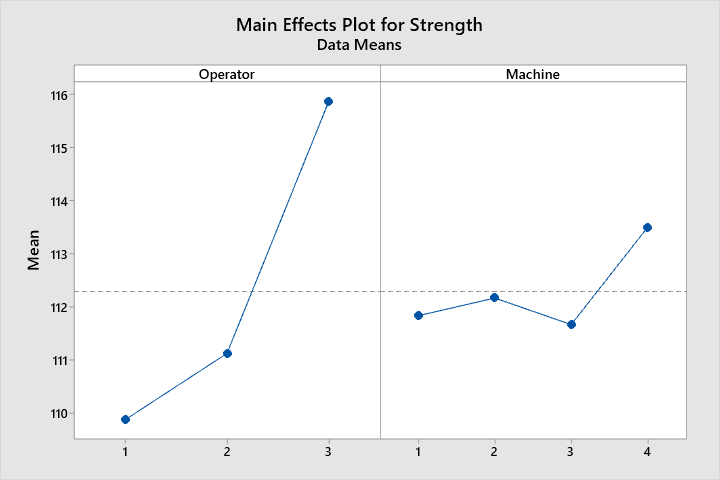 Main Effects Plot for Strength
Data Means
Operator
Machine
Mean
116
115
114
113
112
111
110
1 2 3
1 2 3 4